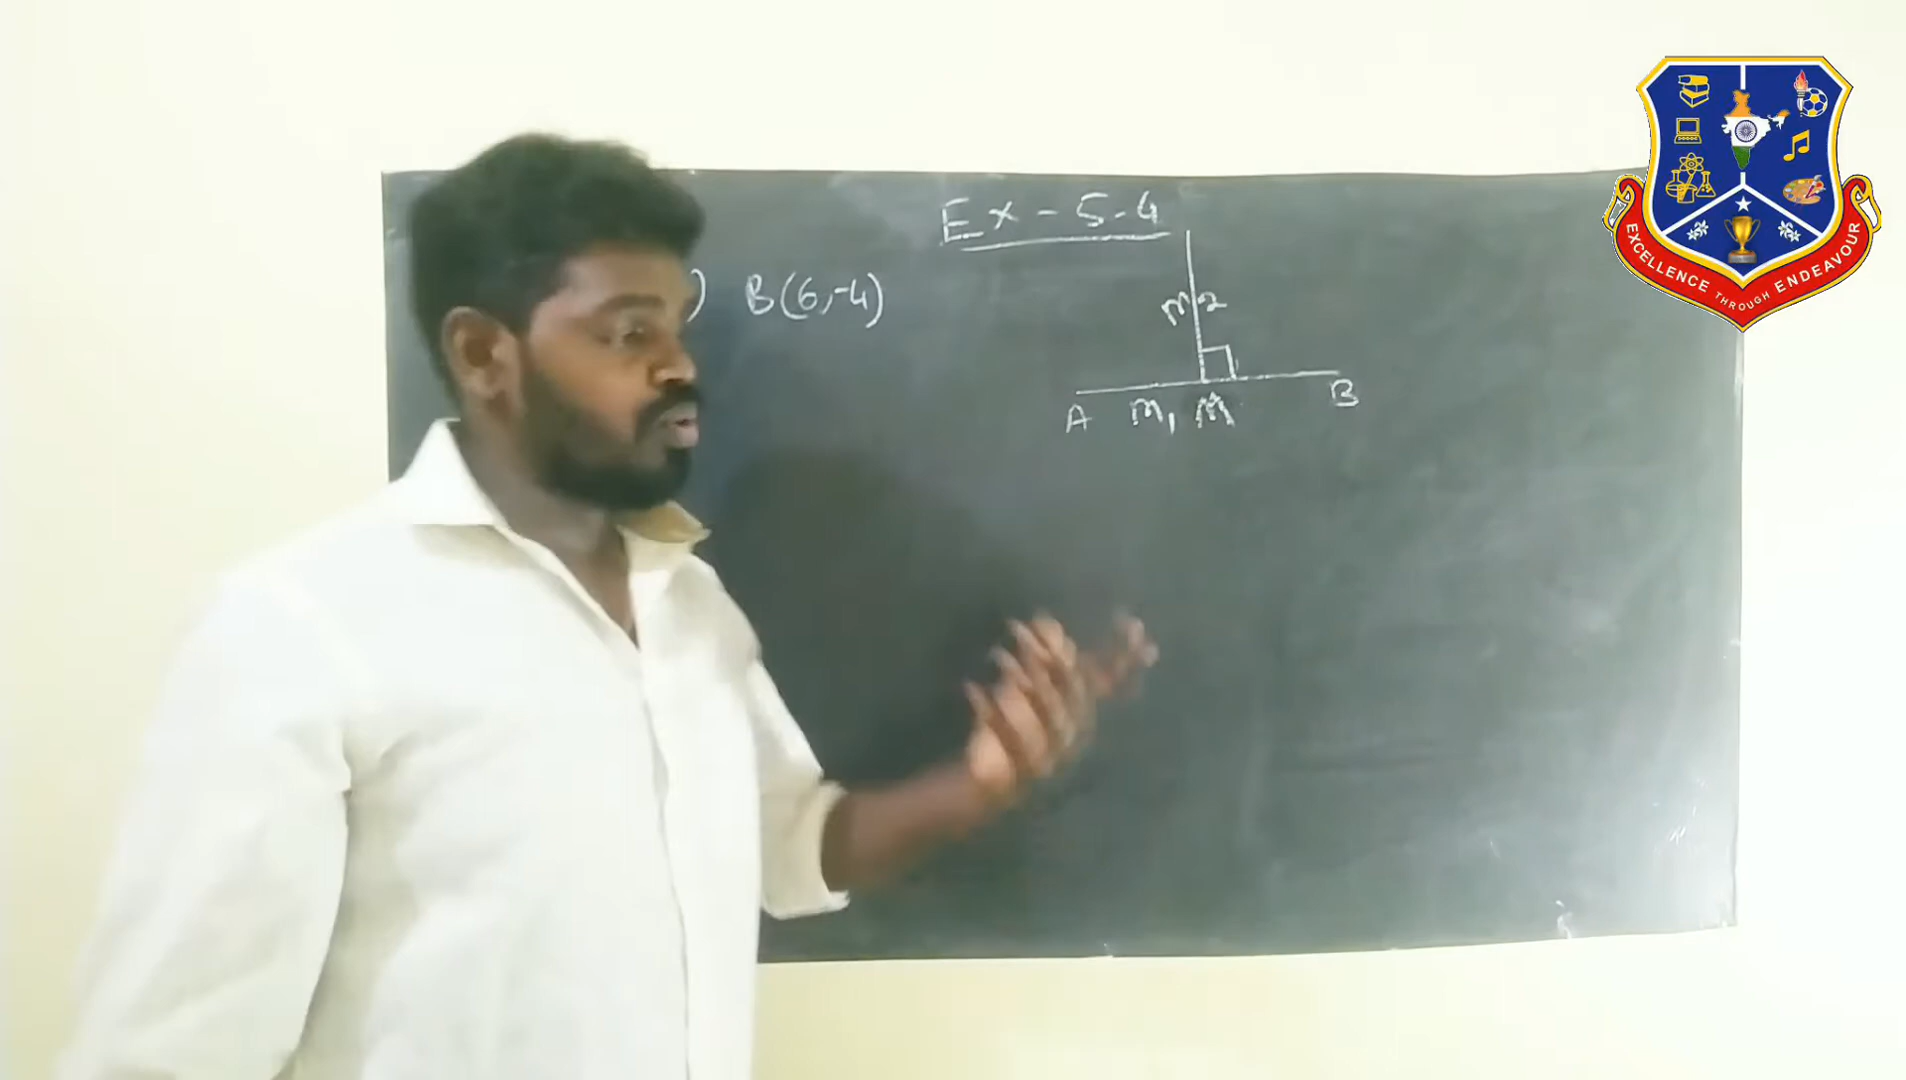 Ex - 5.4
) B(6,-4)
m2
A m1 M B
EXCELLENCE THROUGH ENDEAVOUR